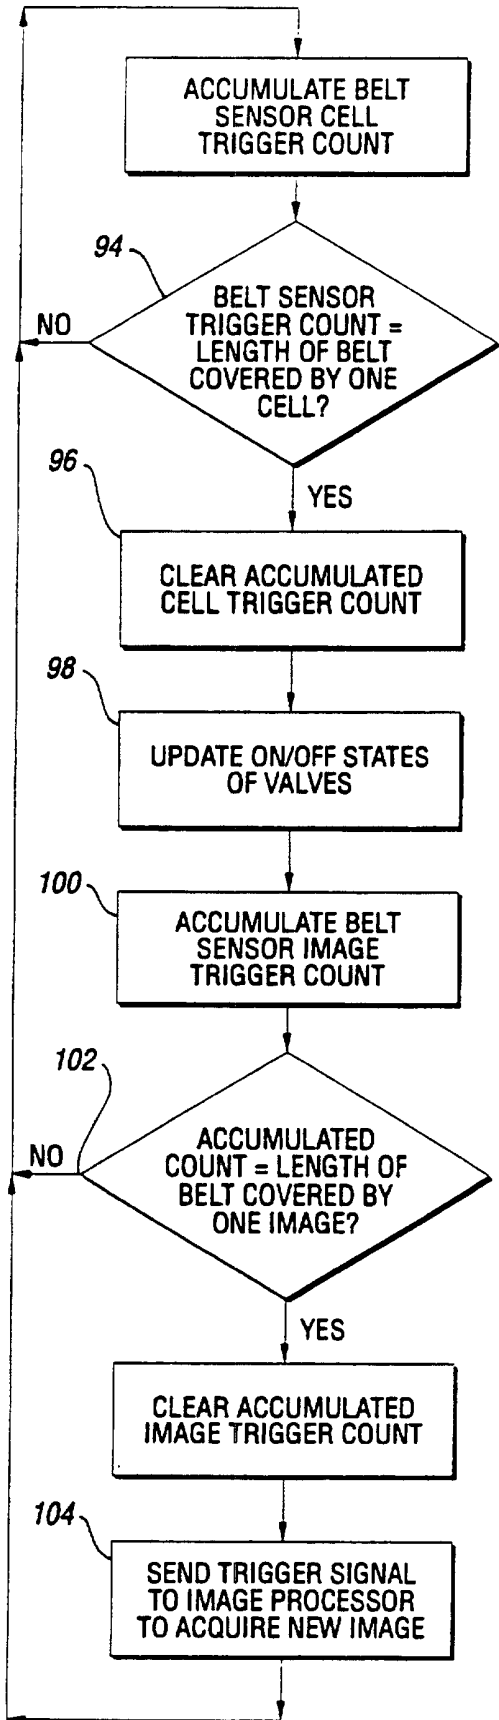 ACCUMULATE BELT
SENSOR CELL
TRIGGER COUNT
94
BELT SENSOR
TRIGGER COUNT =
LENGTH OF BELT
COVERED BY ONE
CELL?
NO
YES
96
CLEAR ACCUMULATED
CELL TRIGGER COUNT
98
UPDATE ON/OFF STATES
OF VALVES
100
ACCUMULATE BELT
SENSOR IMAGE
TRIGGER COUNT
102
ACCUMULATED
COUNT = LENGTH OF
BELT COVERED BY
ONE IMAGE?
NO
YES
CLEAR ACCUMULATED
IMAGE TRIGGER COUNT
104
SEND TRIGGER SIGNAL
TO IMAGE PROCESSOR
TO ACQUIRE NEW IMAGE